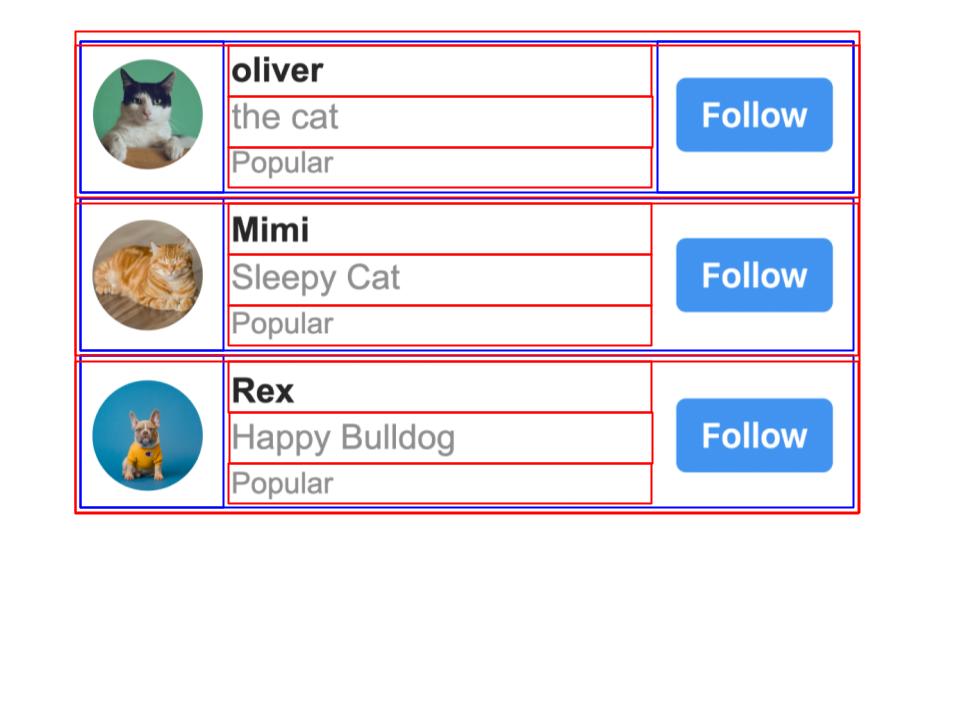 oliver
the cat
Popular
Follow
Mimi
Sleepy Cat
Popular
Follow
Rex
Happy Bulldog
Popular
Follow